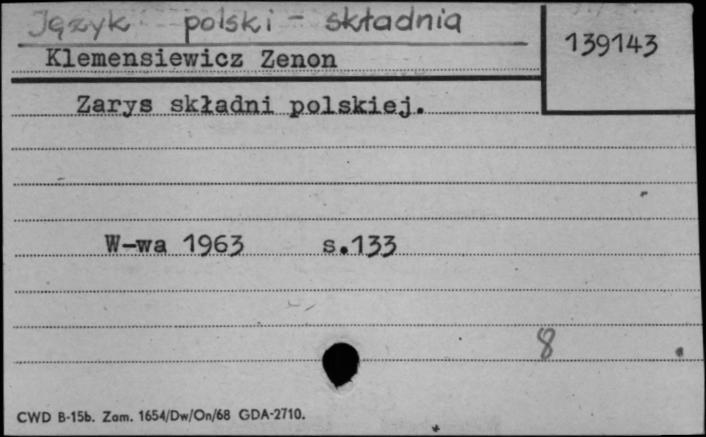 Język polski - składnia
139143
Klemensiewicz Zenon
Zarys składni polskiej.
W-wa 1963 s.133
8
CWD B-15b. Zam. 1654/Dw/On/68 GDA-2710.